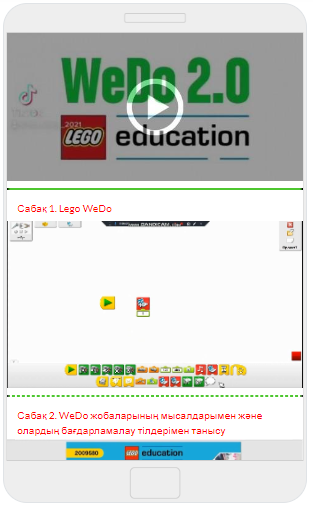 WeDo 2.0
2021
LEGO education
Сабақ 1. Lego WeDo
Сабақ 2. WeDo жобаларының мысалдарымен және
олардың бағдарламалау тілдерімен танысу
2009580 LEGO education